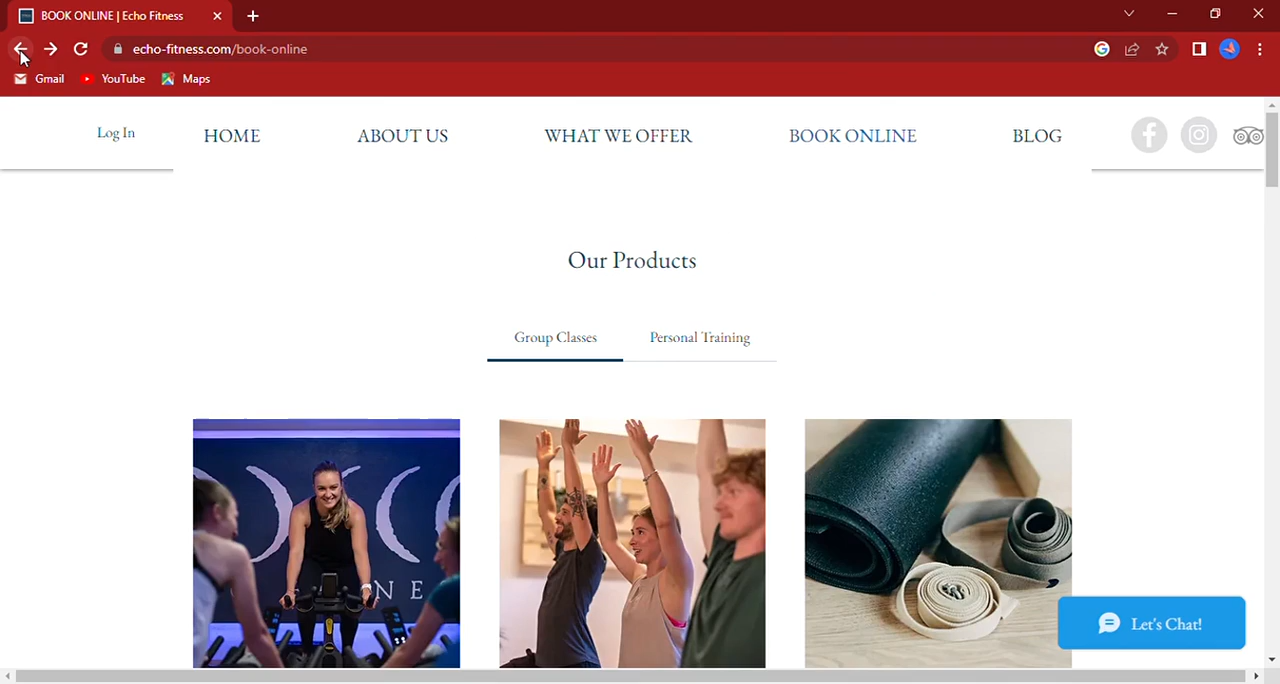 BOOK ONLINE | Echo Fitness
echo-fitness.com/book-online
Gmail YouTube Maps
Log In HOME ABOUT US WHAT WE OFFER BOOK ONLINE BLOG
Our Products
Group Classes Personal Training
N E
Let's Chat!